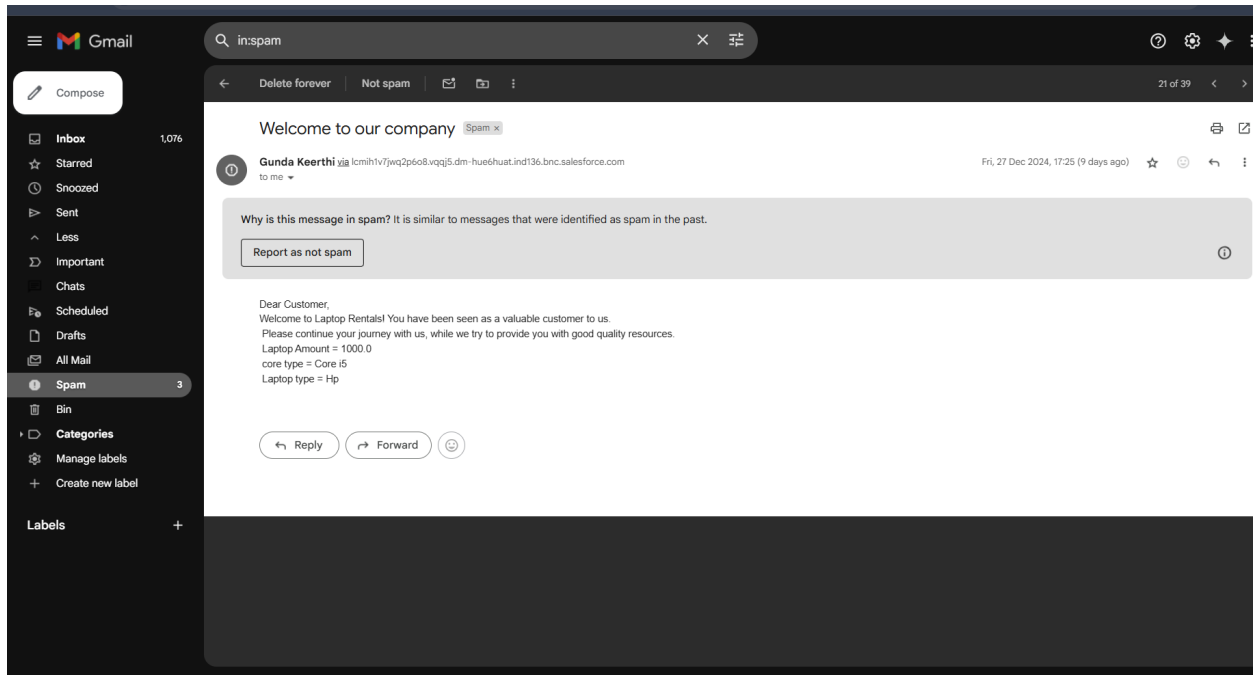 Gmail
in:spam
Compose
Delete forever
Not spam
21 of 39
Inbox 1,076
Starred
Snoozed
Sent
Less
Important
Chats
Scheduled
Drafts
All Mail
Spam 3
Bin
Categories
Manage labels
Create new label
Labels
Welcome to our company Spam x
Gunda Keerthi via lcmih1v7jwq2p6o8.vqqj5.dm-hue6huat.ind136.bnc.salesforce.com
Fri, 27 Dec 2024, 17:25 (9 days ago)
to me
Why is this message in spam? It is similar to messages that were identified as spam in the past.
Report as not spam
Dear Customer,
Welcome to Laptop Rentals! You have been seen as a valuable customer to us.
Please continue your journey with us, while we try to provide you with good quality resources.
Laptop Amount = 1000.0
core type = Core i5
Laptop type = Hp
Reply
Forward